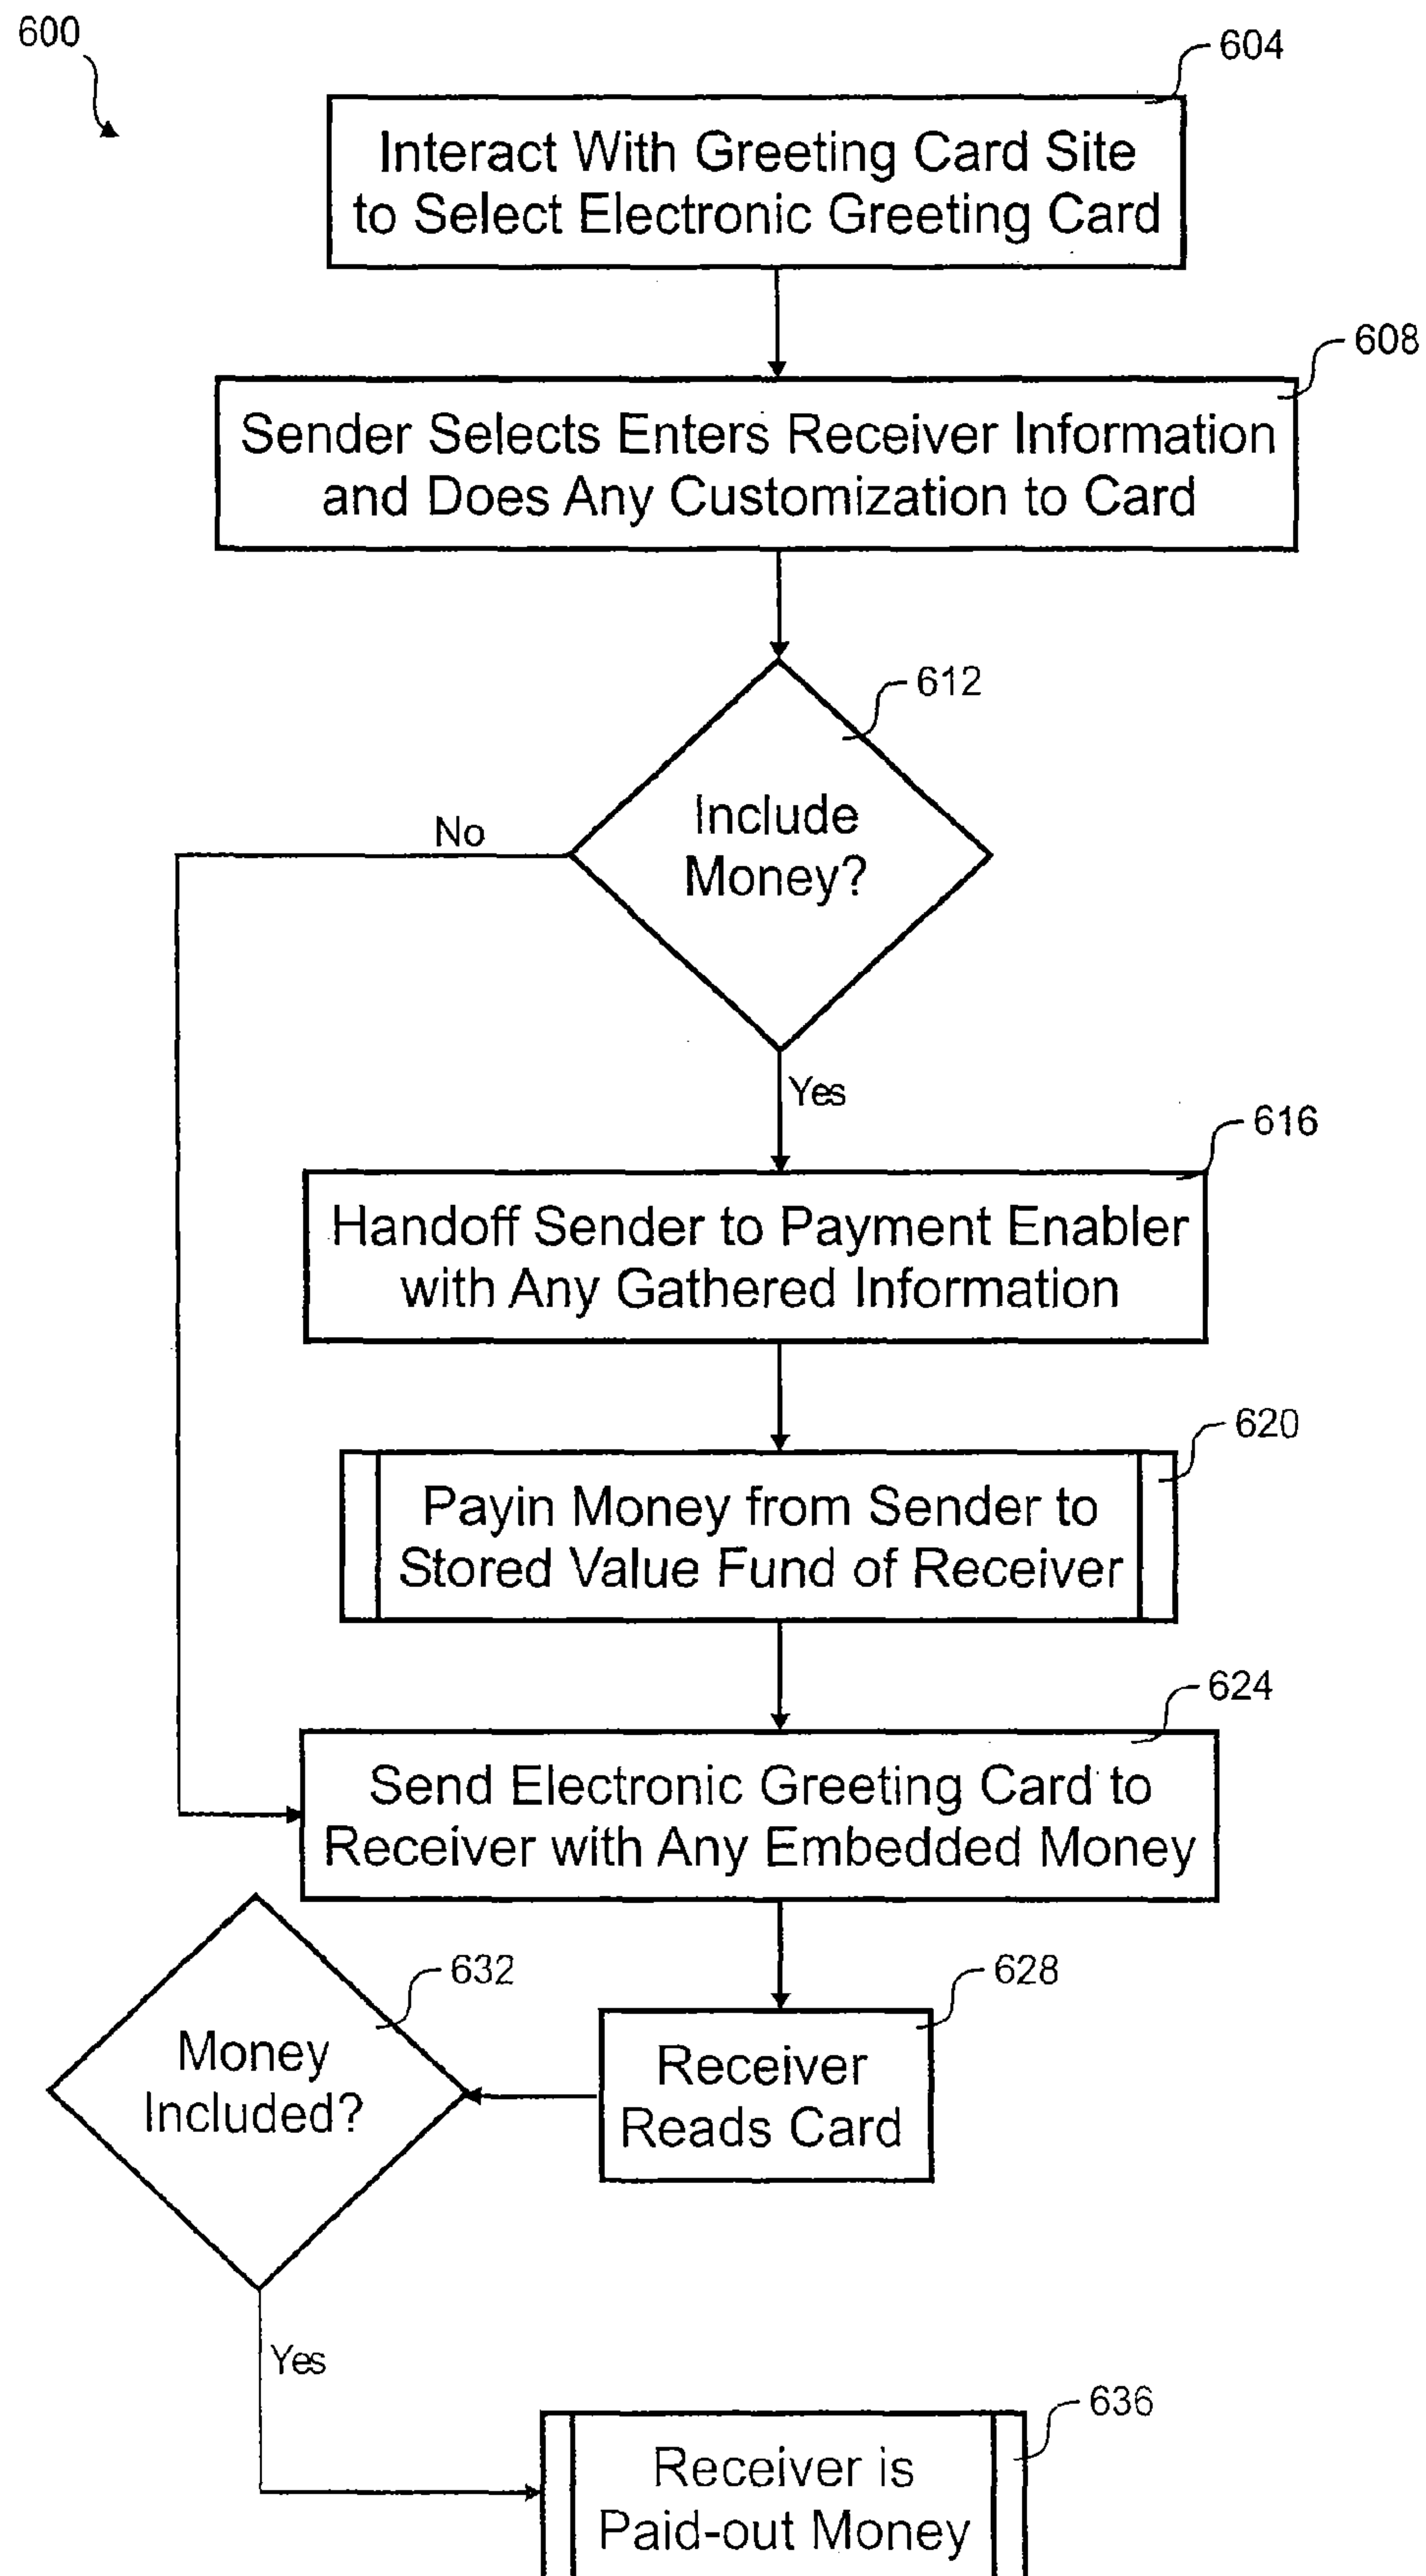 600
604
Interact With Greeting Card Site
to Select Electronic Greeting Card
608
Sender Selects Enters Receiver Information
and Does Any Customization to Card
612
Include
Money?
No
Yes
616
Handoff Sender to Payment Enabler
with Any Gathered Information
620
Payin Money from Sender to
Stored Value Fund of Receiver
624
Send Electronic Greeting Card to
Receiver with Any Embedded Money
632
Money
Included?
628
Receiver
Reads Card
Yes
636
Receiver is
Paid-out Money